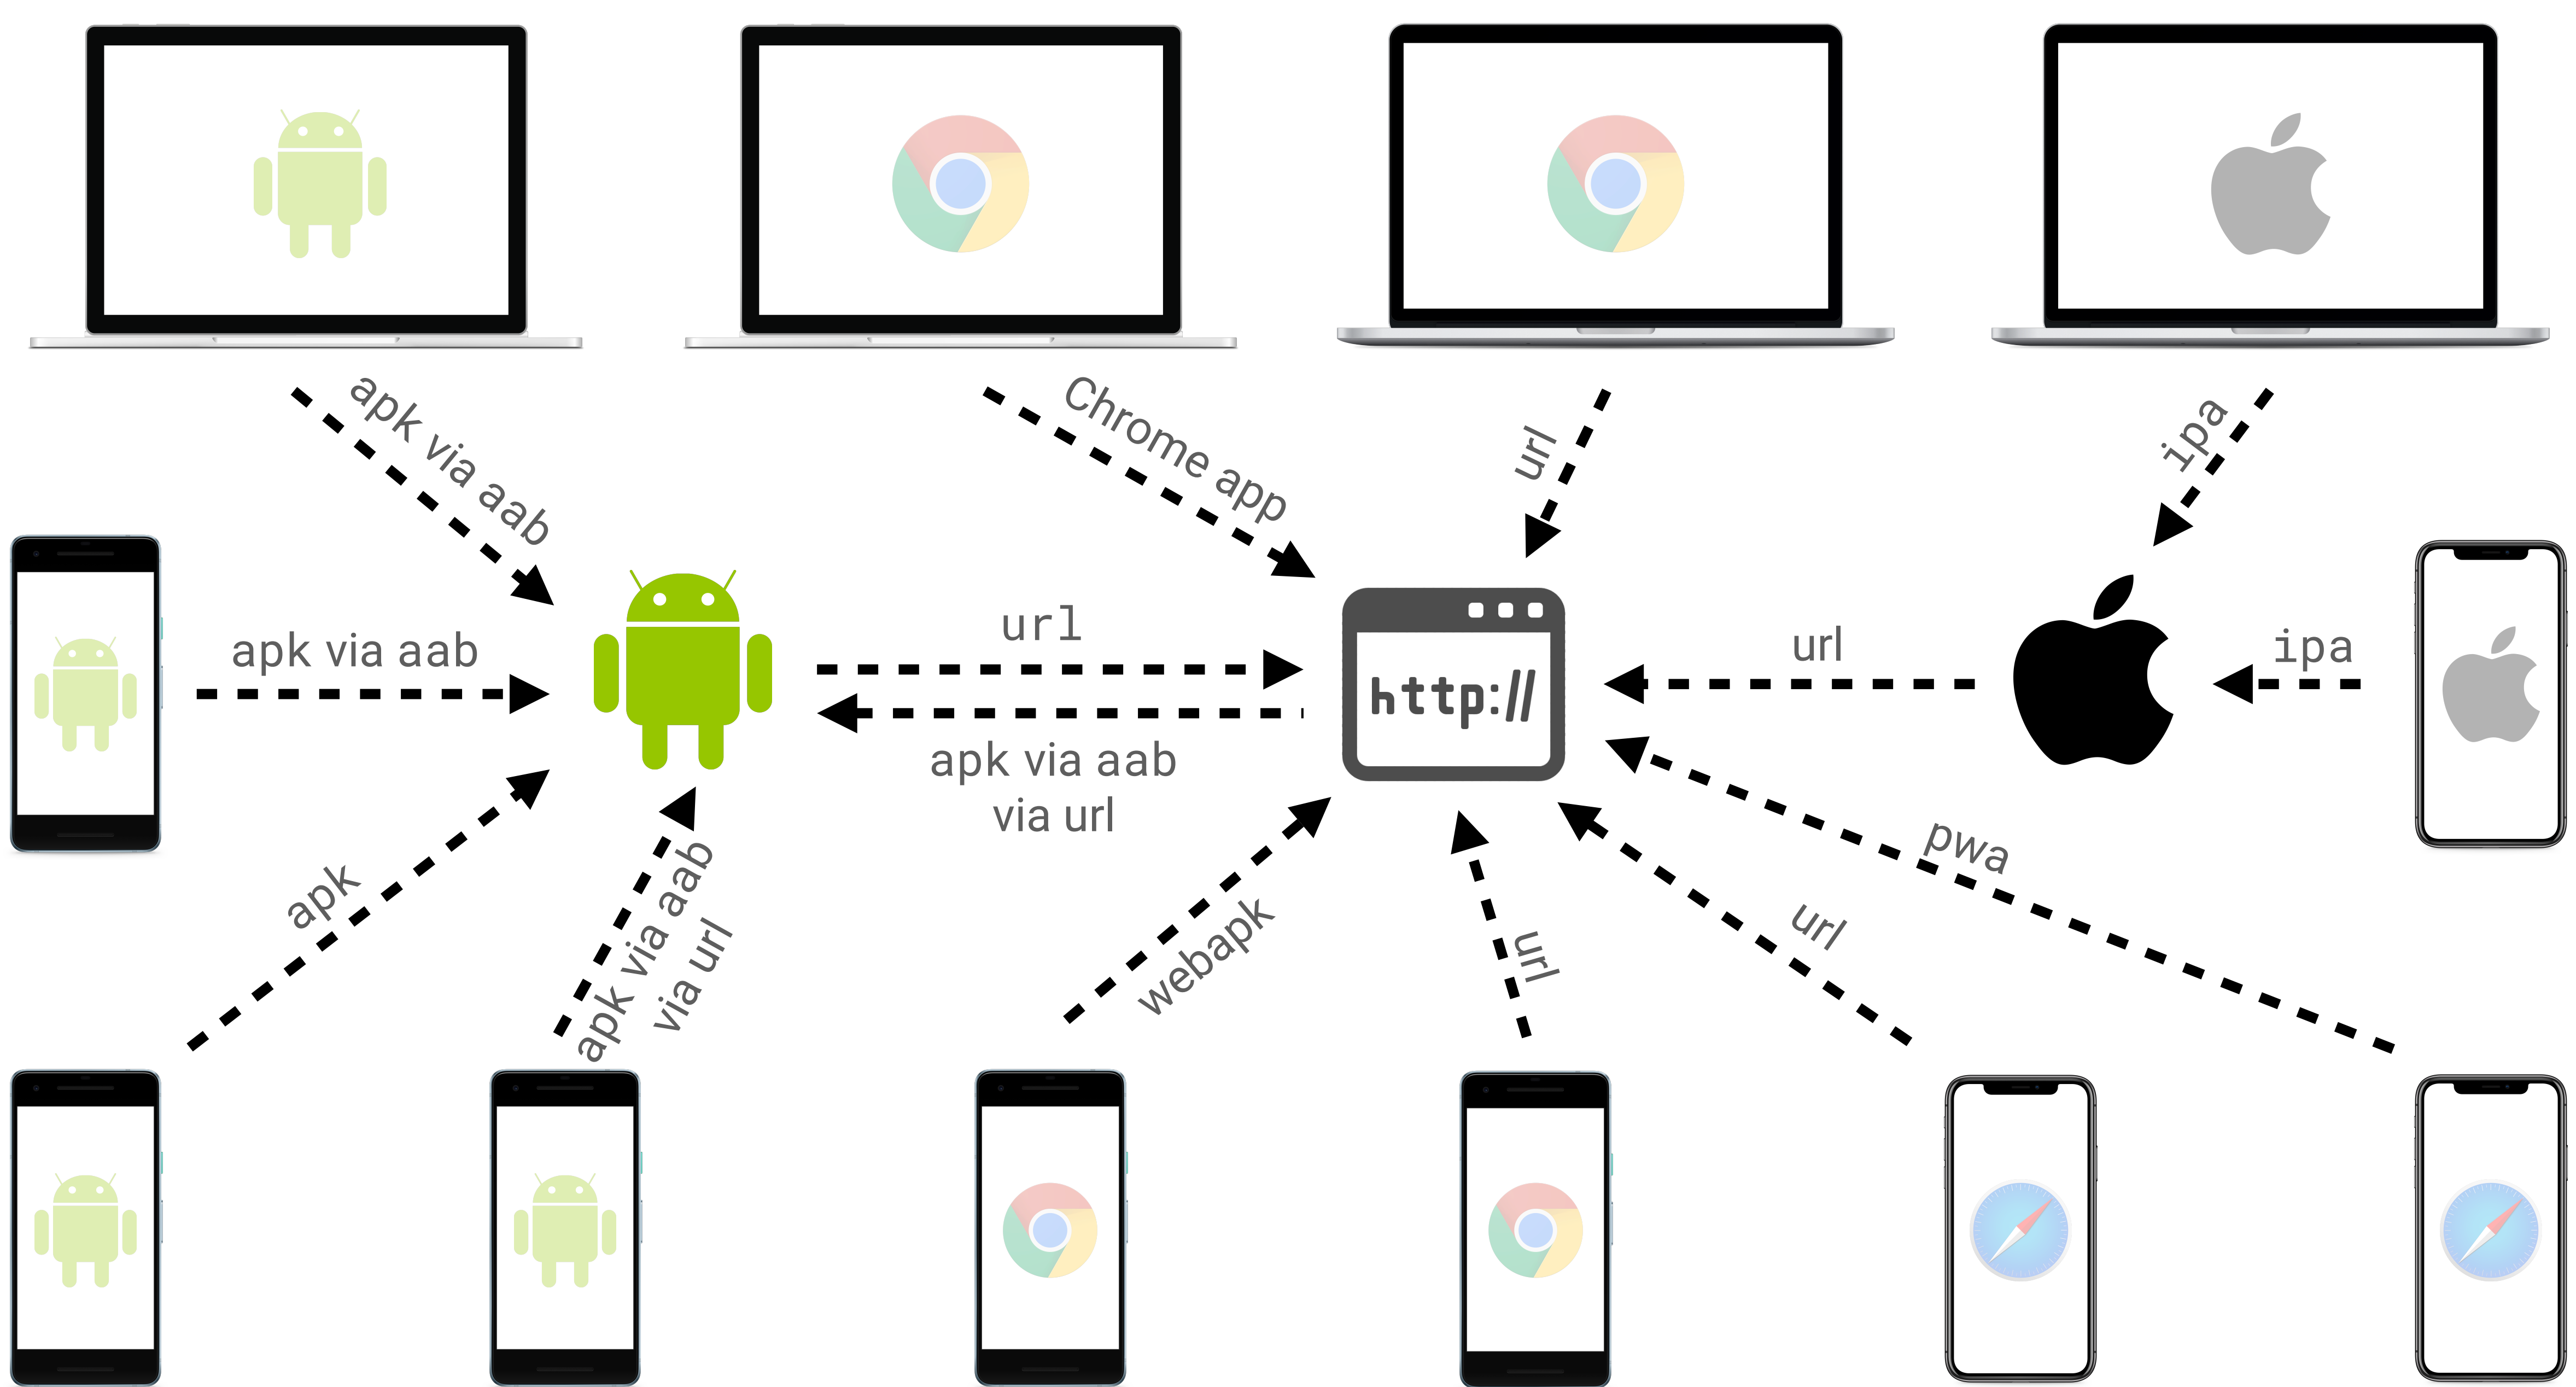 apk via aab
Chrome app
url
ipa
apk via aab
url
apk via aab
via url
http://
url
ipa
apk
apk via aab
via url
webapk
url
url
pwa